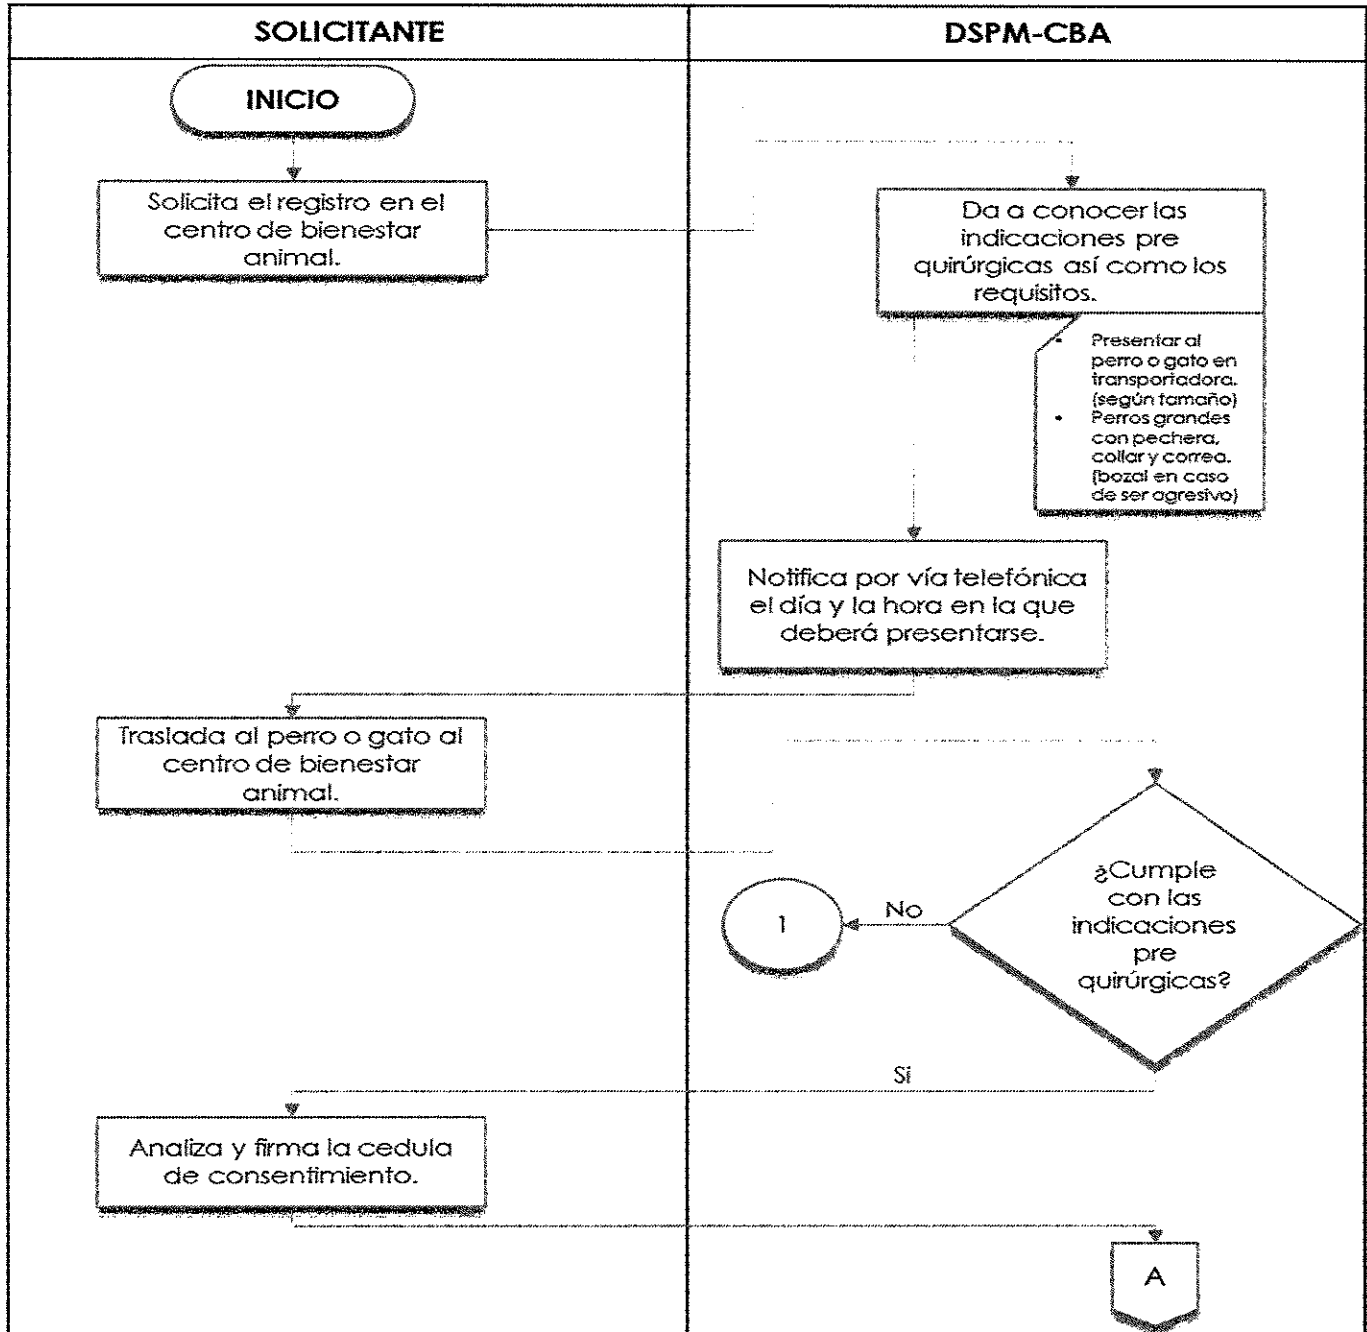 SOLICITANTE
DSPM-CBA
INICIO
Solicita el registro en el
centro de bienestar
animal.
Da a conocer las
indicaciones pre
quirúrgicas así como los
requisitos.
• Presentar al
perro o gato en
transportadora.
(según tamaño)
• Perros grandes
con pechera,
collar y correa.
(bozal en caso
de ser agresivo)
Notifica por vía telefónica
el día y la hora en la que
deberá presentarse.
Traslada al perro o gato al
centro de bienestar
animal.
¿Cumple
con las
indicaciones
pre
quirúrgicas?
No
1
Si
Analiza y firma la cedula
de consentimiento.
A